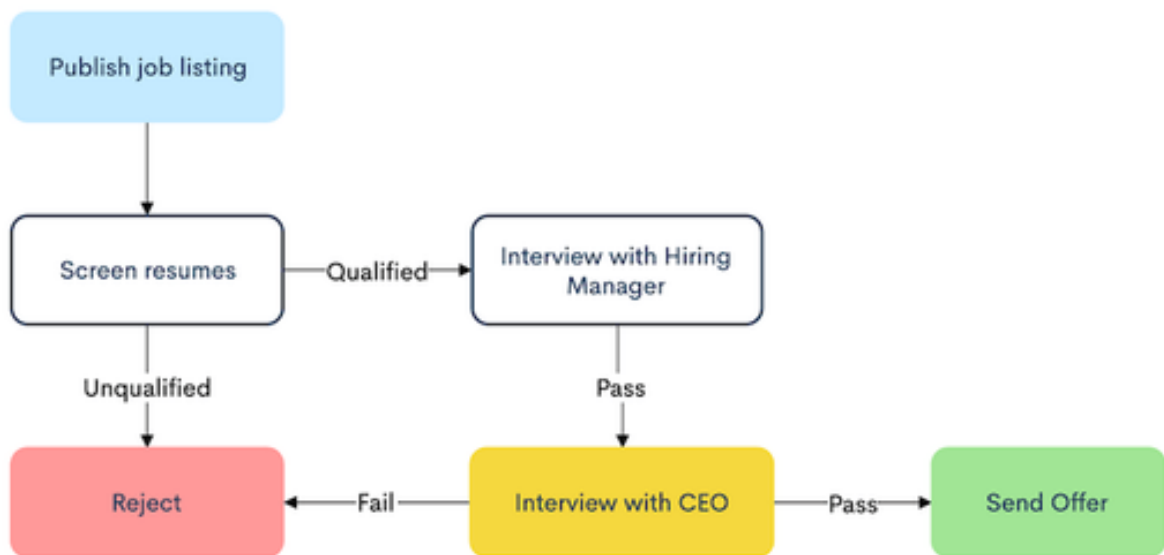 Publish job listing
Screen resumes
Qualified
Interview with Hiring
Manager
Unqualified
Pass
Reject
Fail
Interview with CEO
Pass
Send Offer